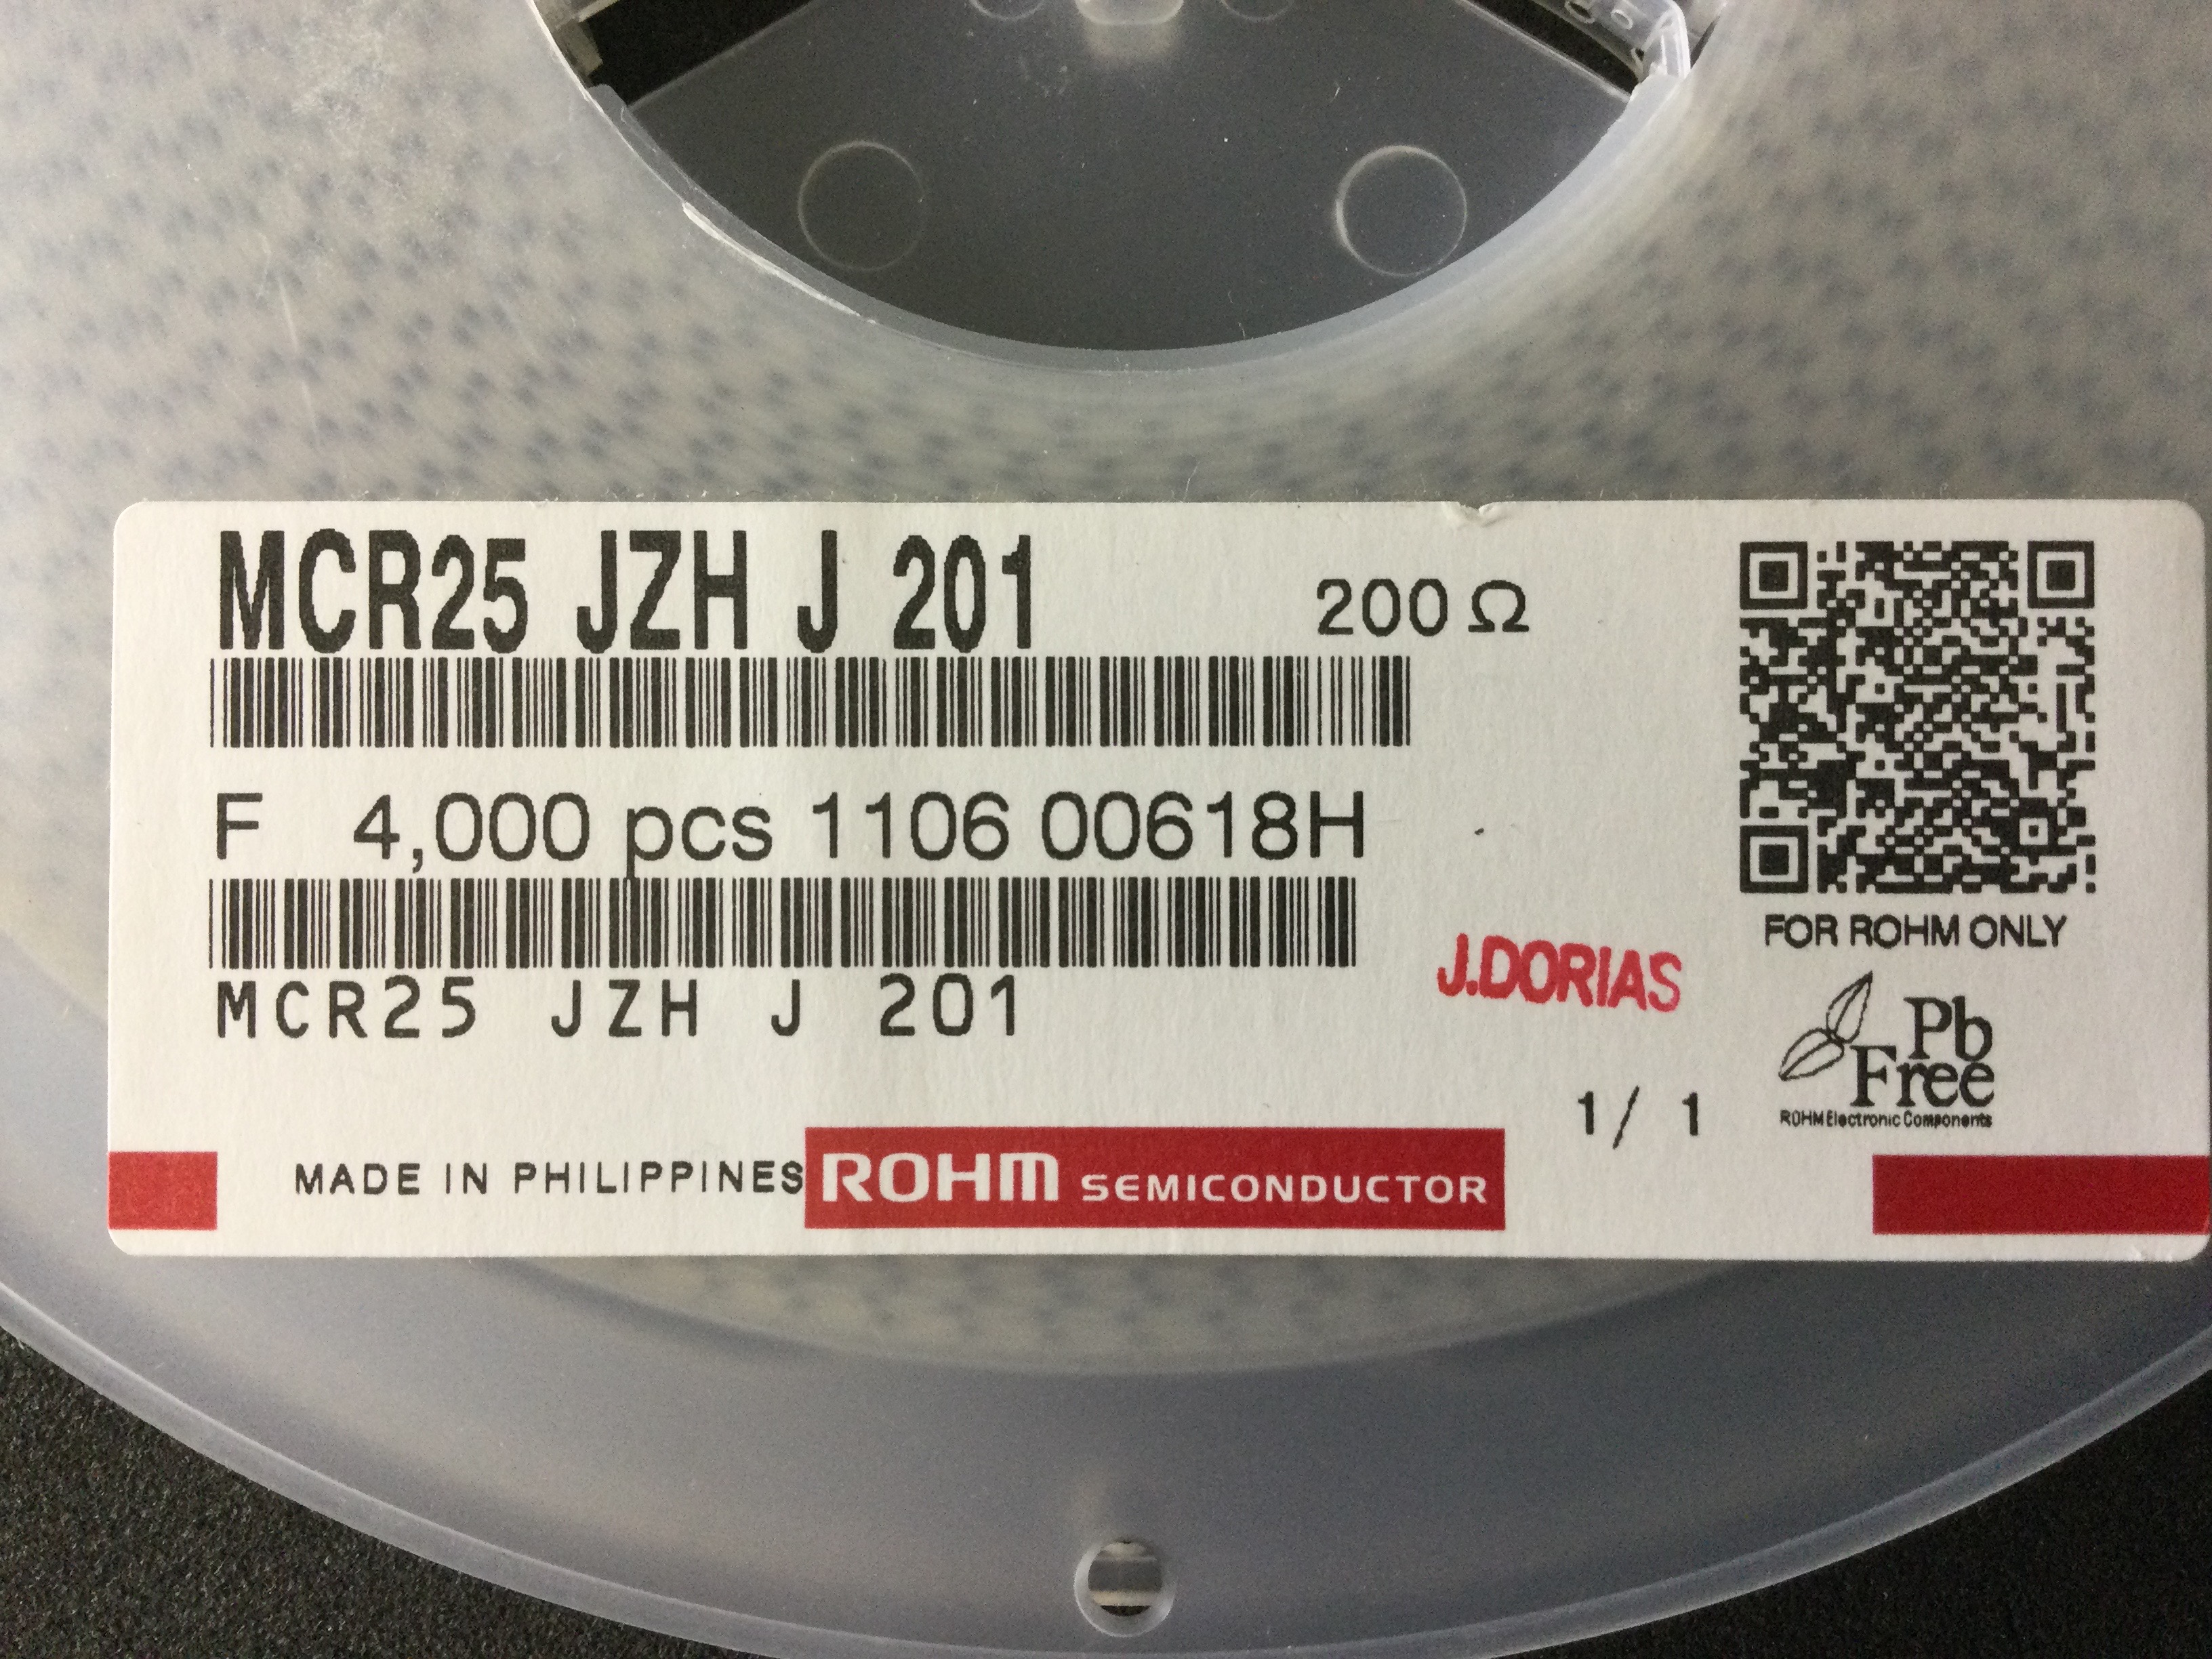 MCR25 JZH J 201
200Ω
F 4,000 pcs 1106 00618H
MCR25 JZH J 201
J.DORIAS
FOR ROHM ONLY
Pb
Free
ROHM Electronic Components
1/ 1
MADE IN PHILIPPINES
ROHM SEMICONDUCTOR